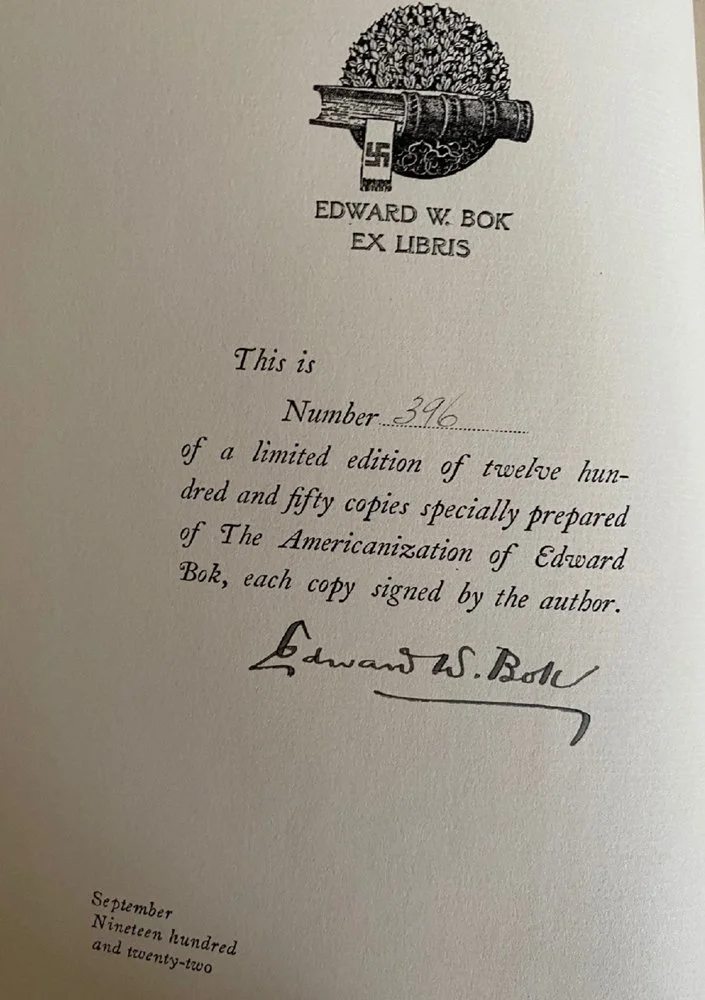 EDWARD W. BOK
EX LIBRIS
This is
Number 396
of a limited edition of twelve hun-
dred and fifty copies specially prepared
of The Americanization of Edward
Bok, each copy signed by the author.
Edward W. Bok
September
Nineteen hundred
and twenty-two